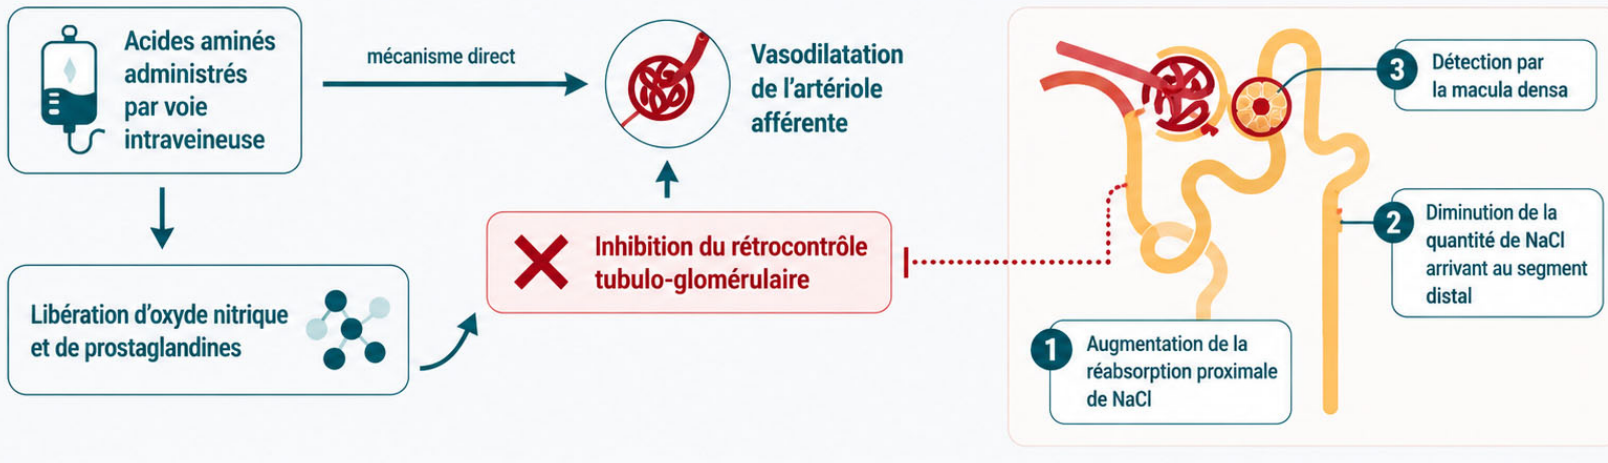 Acides aminés
administrés
par voie
intraveineuse
mécanisme direct
Vasodilatation
de l'artériole
afférente
Libération d'oxyde nitrique
et de prostaglandines
Inhibition du rétrocontrôle
tubulo-glomérulaire
1
Augmentation de la
réabsorption proximale
de NaCl
2
Diminution de la
quantité de NaCl
arrivant au segment
distal
3
Détection par
la macula densa